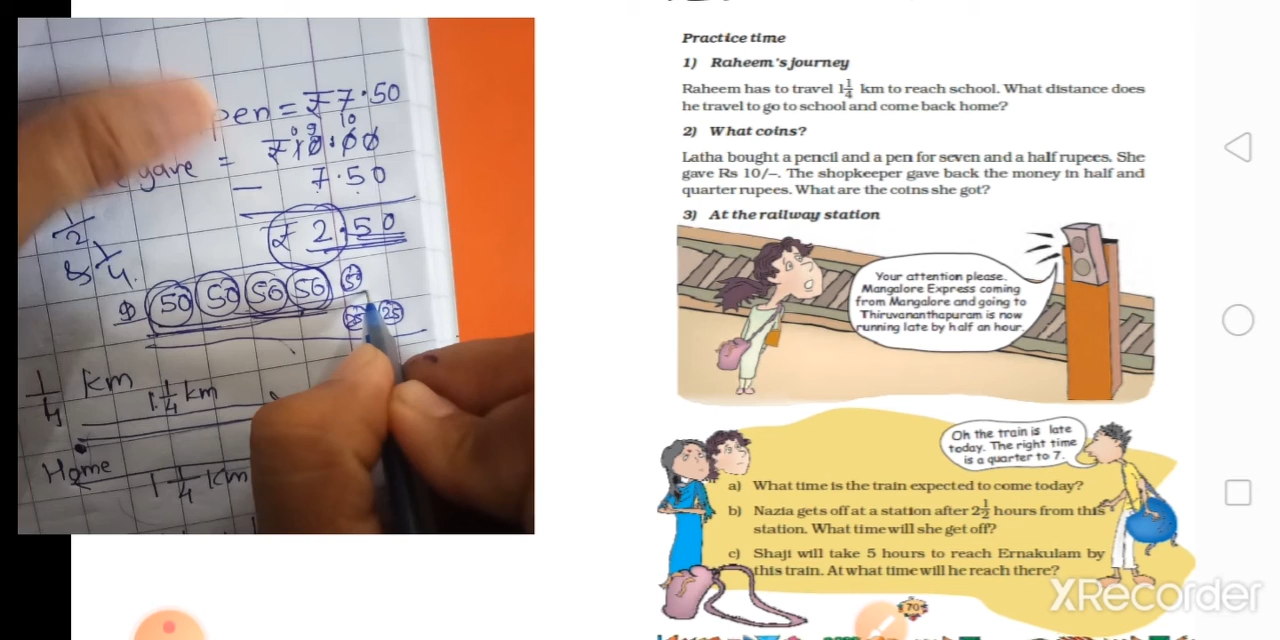 pen = ₹7.50
0 9 10
gave = ₹10.00
– 7.50
₹ 2.50
1/2
& 1/4.
50 50 50 50 50
25 25
1/4 km
1 1/4 km
Home
1 1/4 km
Practice time
1) Raheem's journey
Raheem has to travel 1¼ km to reach school. What distance does
he travel to go to school and come back home?
2) What coins?
Latha bought a pencil and a pen for seven and a half rupees. She
gave Rs 10/–. The shopkeeper gave back the money in half and
quarter rupees. What are the coins she got?
3) At the railway station
Your attention please.
Mangalore Express coming
from Mangalore and going to
Thiruvananthapuram is now
running late by half an hour.
Oh the train is late
today. The right time
is a quarter to 7.
a) What time is the train expected to come today?
b) Nazia gets off at a station after 2½ hours from this
station. What time will she get off?
c) Shaji will take 5 hours to reach Ernakulam by
this train. At what time will he reach there?
70
XRecorder